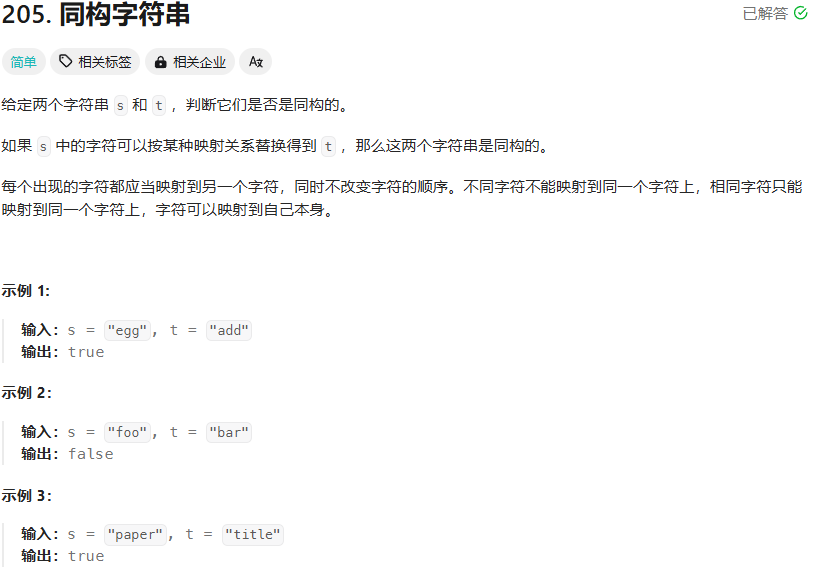 205. 同构字符串
已解答
简单 相关标签 相关企业
给定两个字符串 s 和 t ，判断它们是否是同构的。
如果 s 中的字符可以按某种映射关系替换得到 t ，那么这两个字符串是同构的。
每个出现的字符都应当映射到另一个字符，同时不改变字符的顺序。不同字符不能映射到同一个字符上，相同字符只能
映射到同一个字符上，字符可以映射到自己本身。
示例 1:
输入：s = "egg", t = "add"
输出：true
示例 2：
输入：s = "foo", t = "bar"
输出：false
示例 3：
输入：s = "paper", t = "title"
输出：true